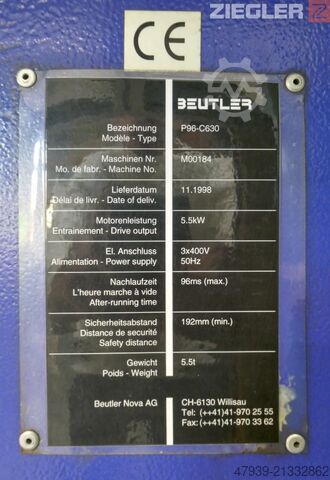 ZIEGLER
CE
BEUTLER
Bezeichnung P96-C630
Modèle - Type
Maschinen Nr. M00184
Mo. de fabr. - Machine No.
Lieferdatum 11.1998
Délai de livr. - Date of deliv.
Motorenleistung 5.5kW
Entrainement - Drive output
El. Anschluss 3x400V
Alimentation - Power supply 50Hz
Nachlaufzeit 96ms (max.)
L'heure marche à vide
After-running time
Sicherheitsabstand 192mm (min.)
Distance de securité
Safety distance
Gewicht 5.5t
Poids - Weight
Beutler Nova AG CH-6130 Willisau
Tel: (++41)41-970 25 55
Fax: (++41)41-970 33 62
47939-21332862